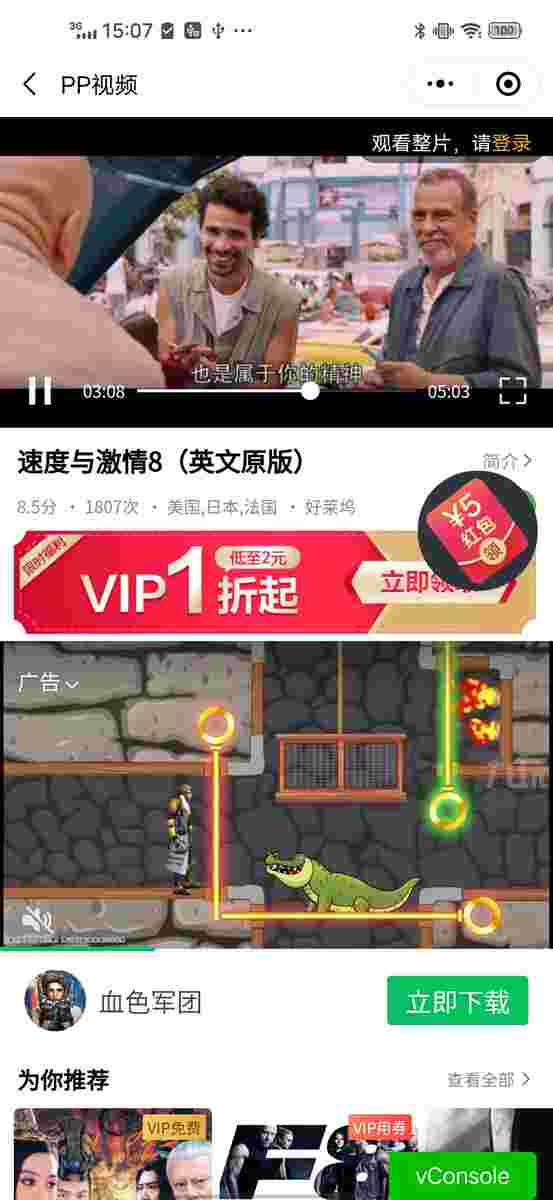 3G 15:07 ··· 100
PP视频
观看整片，请登录
也是属于你的精神
03:08 05:03
速度与激情8（英文原版）
简介
8.5分 · 1807次 · 美国,日本,法国 · 好莱坞
¥5
红包
领
限时福利
VIP1折起
低至2元
立即领
广告
血色军团
立即下载
为你推荐
查看全部
VIP免费
VIP用券
F8
vConsole